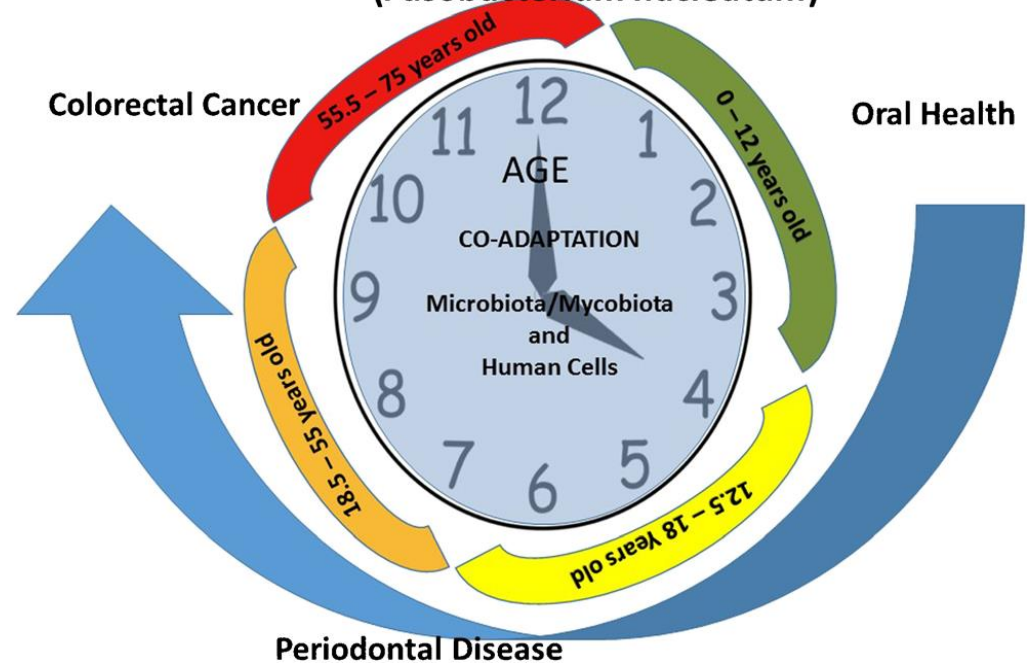 55.5 – 75 years old
0 – 12 years old
Colorectal Cancer
Oral Health
12
11
1
AGE
10
2
CO-ADAPTATION
9
Microbiota/Mycobiota
3
and
Human Cells
8
4
18.5 – 55 years old
7
5
6
12.5 – 18 Years old
Periodontal Disease